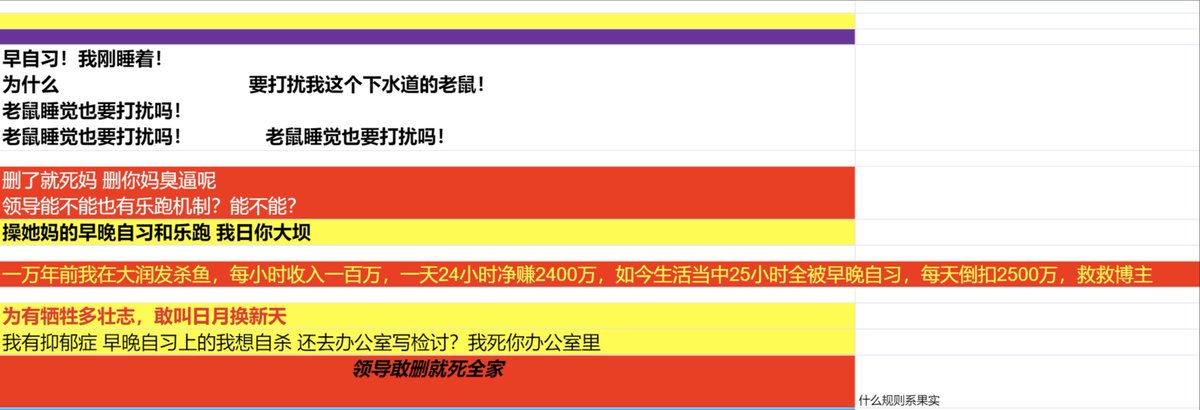 早自习！我刚睡着！
为什么 要打扰我这个下水道的老鼠！
老鼠睡觉也要打扰吗！
老鼠睡觉也要打扰吗！ 老鼠睡觉也要打扰吗！
删了就死妈 删你妈臭逼呢
领导能不能也有乐跑机制？能不能？
操她妈的早晚自习和乐跑 我日你大坝
一万年前我在大润发杀鱼，每小时收入一百万，一天24小时净赚2400万，如今生活当中25小时全被早晚自习，每天倒扣2500万，救救博主
为有牺牲多壮志，敢叫日月换新天
我有抑郁症 早晚自习上的我想自杀 还去办公室写检讨？我死你办公室里
领导敢删就死全家
什么规则系果实